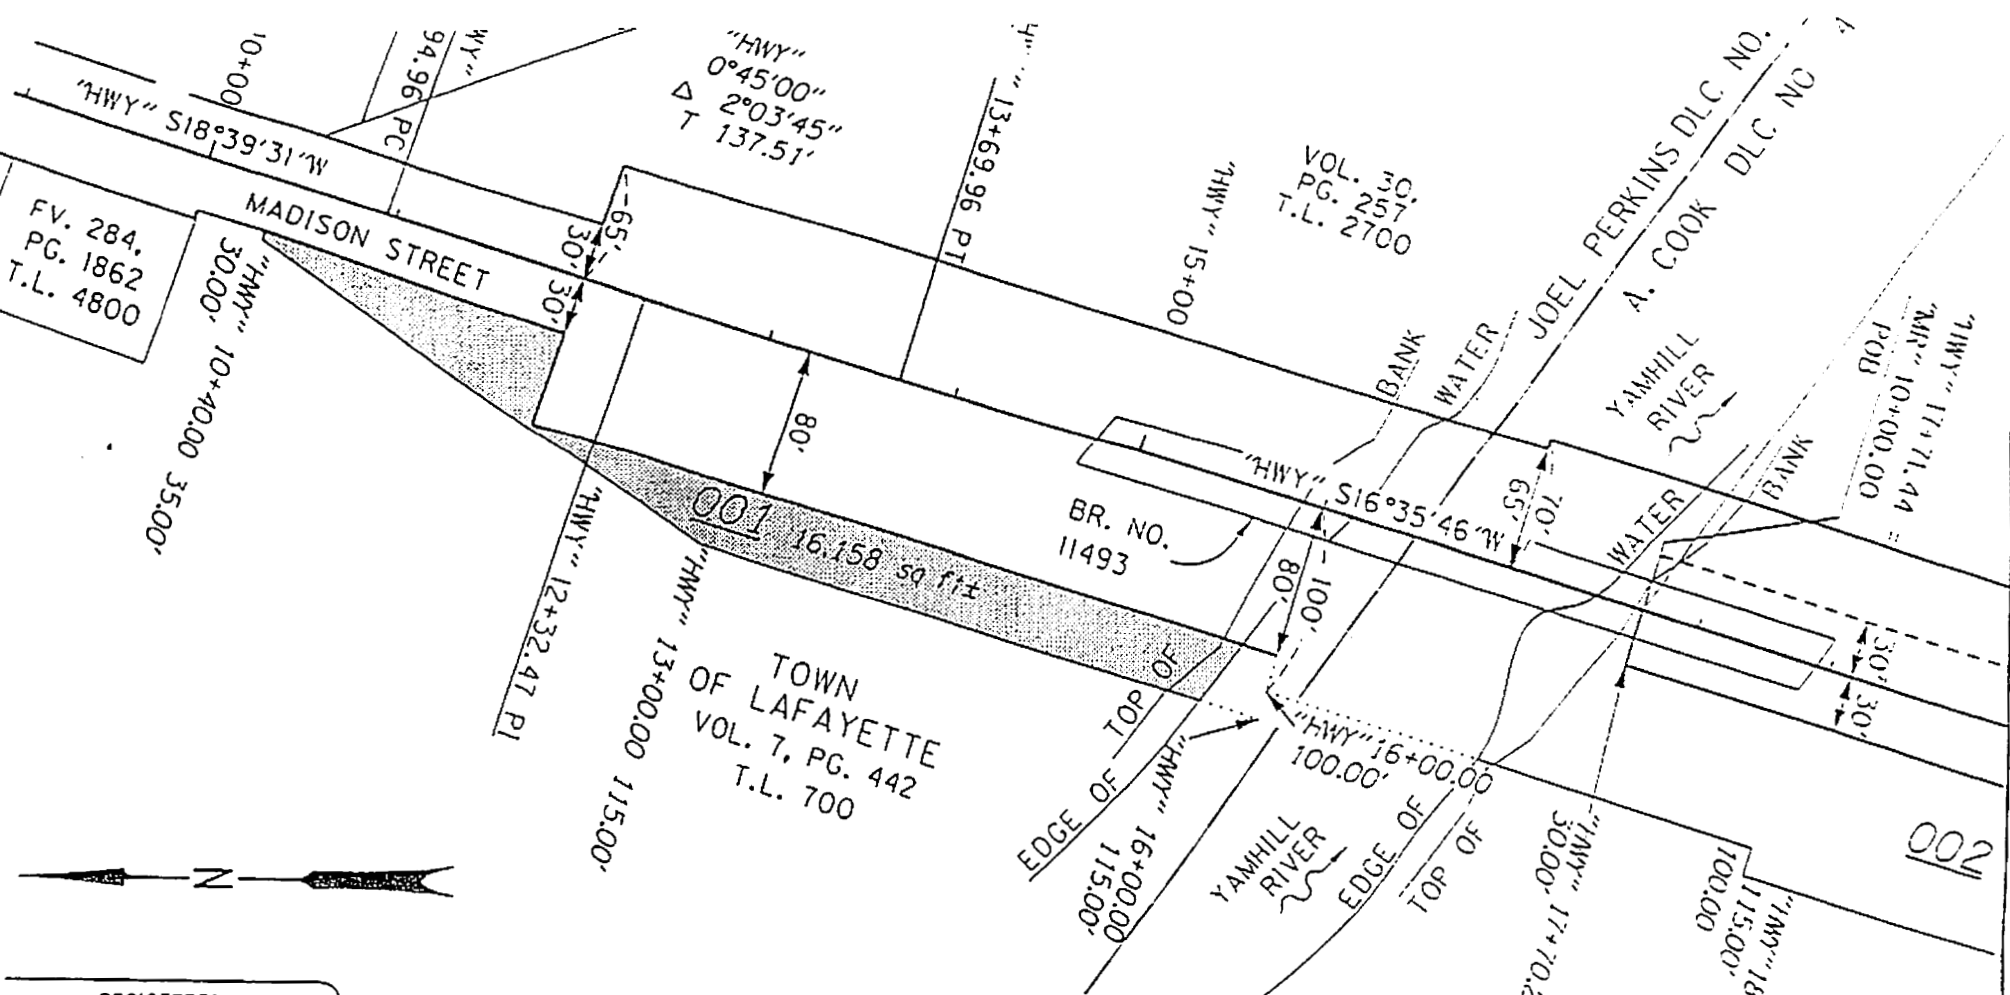 10+00
94.96 PC
"HWY" S18°39'31"W
MADISON STREET
FV. 284,
PG. 1862
T.L. 4800
"HWY" 10+40.00 35.00'
30.00'
"HWY"
0°45'00"
Δ 2°03'45"
T 137.51'
65'
30'
30'
80'
13+69.96 PT
"HWY" 15+00
VOL. 30,
PG. 257
T.L. 2700
JOEL PERKINS DLC NO.
A. COOK DLC NO
BANK
WATER
YAMHILL
RIVER
"HWY" 17+71.44 =
"MR" 10+00.00
POB
BANK
WATER
"HWY" S16°35'46"W
BR. NO.
11493
65'
70'
80'
100'
30'
30'
001 16,158 sq ft±
"HWY" 12+32.47 PI
"HWY" 13+00.00 115.00'
TOWN
OF LAFAYETTE
VOL. 7, PG. 442
T.L. 700
TOP OF
EDGE OF
"HWY" 16+00.00
115.00'
"HWY" 16+00.00
100.00'
YAMHILL
RIVER
EDGE OF
TOP OF
"HWY" 17+70.
30.00'
"HWY" 18
115.00'
100.00
002
N